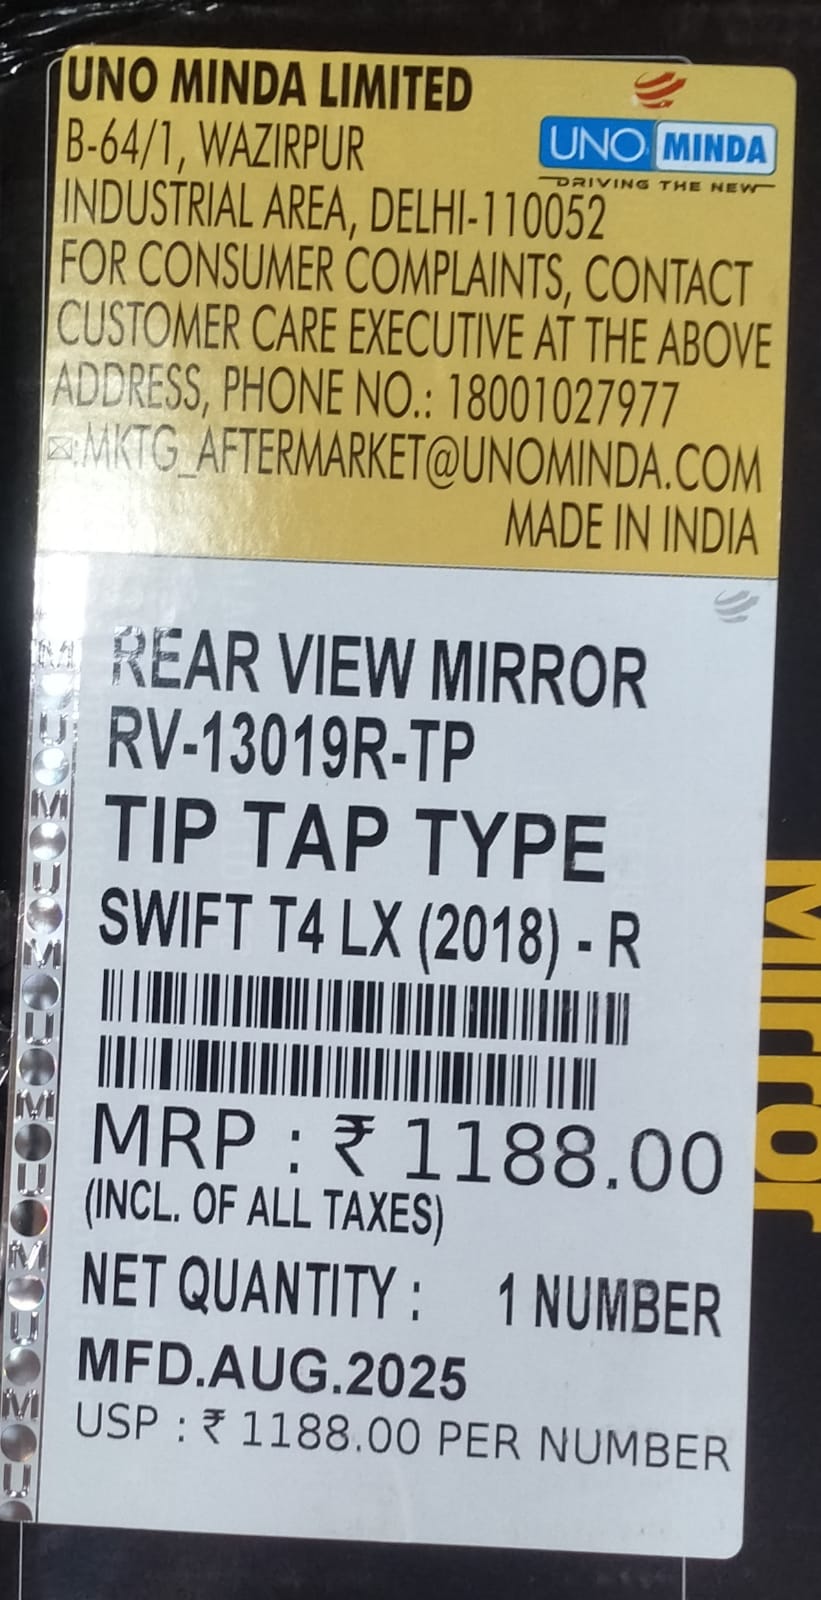 UNO MINDA LIMITED
B-64/1, WAZIRPUR
INDUSTRIAL AREA, DELHI-110052
UNO MINDA
DRIVING THE NEW
FOR CONSUMER COMPLAINTS, CONTACT
CUSTOMER CARE EXECUTIVE AT THE ABOVE
ADDRESS, PHONE NO.: 18001027977
✉:MKTG_AFTERMARKET@UNOMINDA.COM
MADE IN INDIA
REAR VIEW MIRROR
RV-13019R-TP
TIP TAP TYPE
SWIFT T4 LX (2018) - R
MRP : ₹ 1188.00
(INCL. OF ALL TAXES)
NET QUANTITY : 1 NUMBER
MFD.AUG.2025
USP : ₹ 1188.00 PER NUMBER
Mirror
M U M U M U M U M U M U